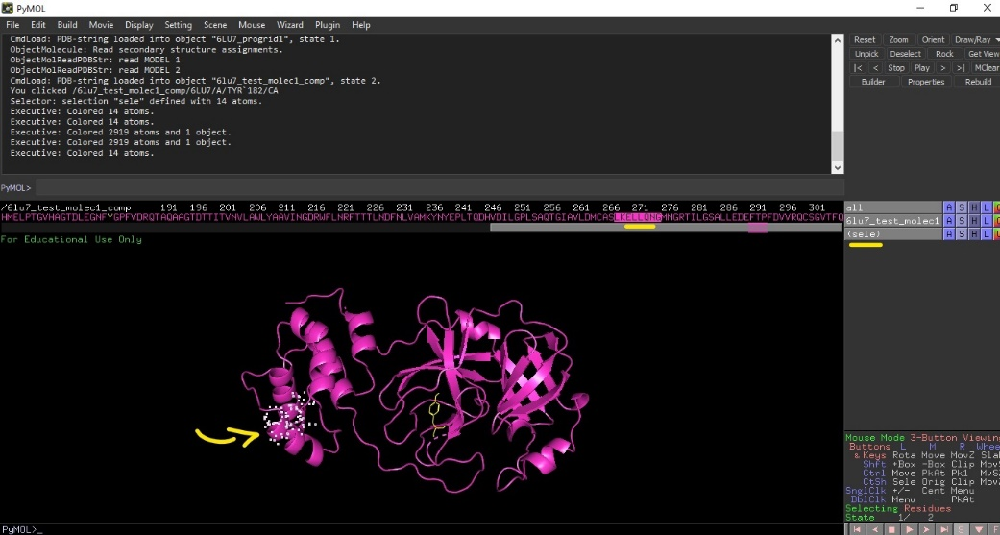 PyMOL
File Edit Build Movie Display Setting Scene Mouse Wizard Plugin Help
CmdLoad: PDB-string loaded into object "6LU7_progrid1", state 1.
ObjectMolecule: Read secondary structure assignments.
ObjectMolReadPDBStr: read MODEL 1
ObjectMolReadPDBStr: read MODEL 2
CmdLoad: PDB-string loaded into object "6lu7_test_molec1_comp", state 2.
You clicked /6lu7_test_molec1_comp/6LU7/A/TYR`182/CA
Selector: selection "sele" defined with 14 atoms.
Executive: Colored 14 atoms.
Executive: Colored 14 atoms.
Executive: Colored 2919 atoms and 1 object.
Executive: Colored 2919 atoms and 1 object.
Executive: Colored 14 atoms.
Reset Zoom Orient Draw/Ray
Unpick Deselect Rock Get View
|< < Stop Play > >| MClear
Builder Properties Rebuild
PyMOL>
/6lu7_test_molec1_comp 191 196 201 206 211 216 221 226 231 236 241 246 251 256 261 266 271 276 281 286 291 296 301
HMELPTGVHAGTDLEGNFYGPFVDRQTAQAAGTDTTITVNVLAWLYAAVINGDRWFLNRFTTTLNDFNLVAMKYNYEPLTQDHVDILGPLSAQTGIAVLDMCASLKELLQNGMNGRTILGSALLEDEFTPFDVVRQCSGVTFQ
For Educational Use Only
all A S H L
6lu7_test_molec1 A S H L
(sele) A S H L
Mouse Mode 3-Button Viewing
Buttons L M R Whee
& Keys Rota Move MovZ Slab
Shft +Box -Box Clip MovS
Ctrl Move PkAt Pk1 MvSZ
CtSh Sele Orig Clip MovZ
SnglClk +/- Cent Menu
DblClk Menu - PkAt
Selecting Residues
State 1/ 2
PyMOL>_
S F